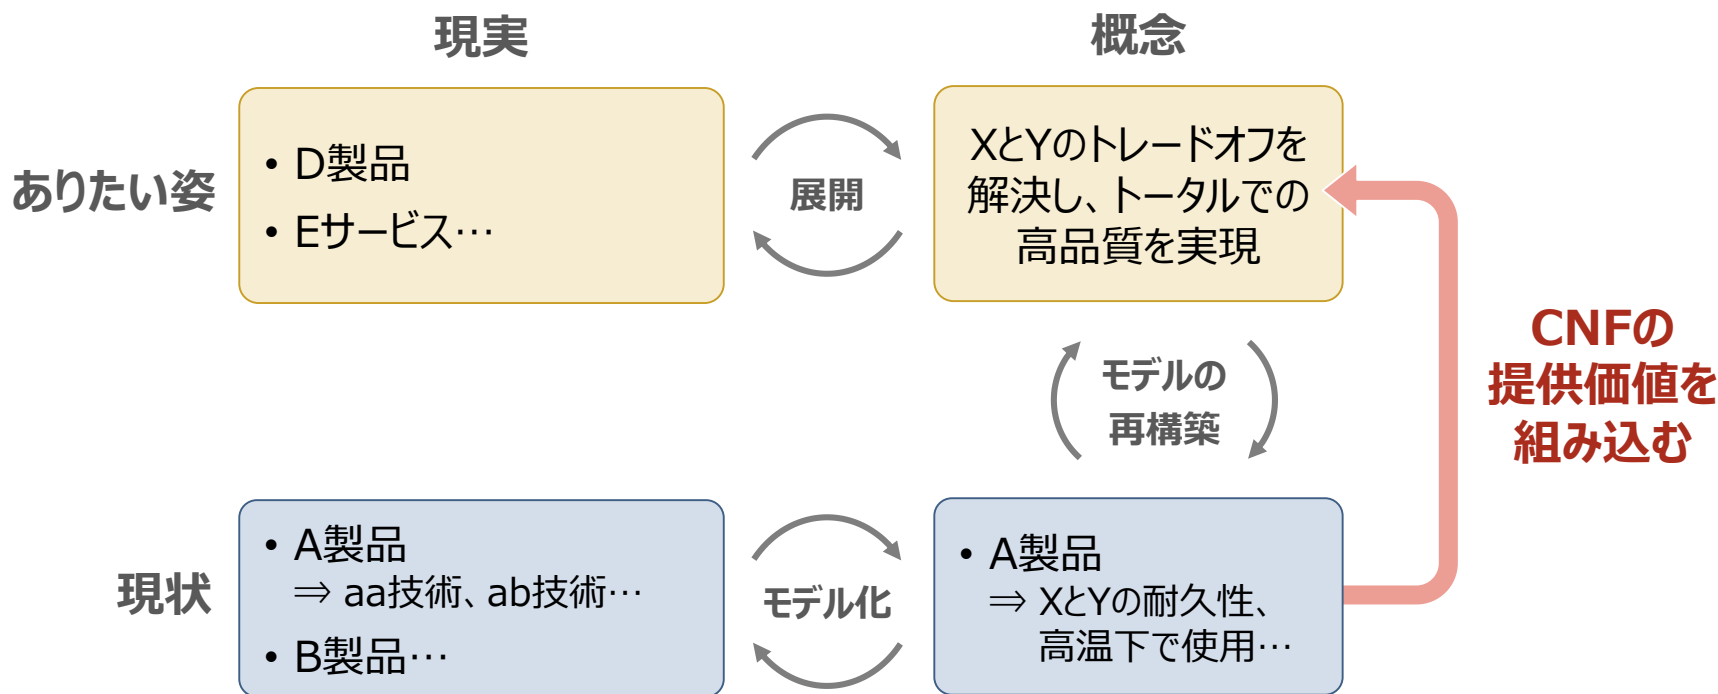 現実
概念
ありたい姿
• D製品
• Eサービス…
展開
XとYのトレードオフを
解決し、トータルでの
高品質を実現
モデルの
再構築
CNFの
提供価値を
組み込む
現状
• A製品
⇒ aa技術、ab技術…
• B製品…
モデル化
• A製品
⇒ XとYの耐久性、
高温下で使用…